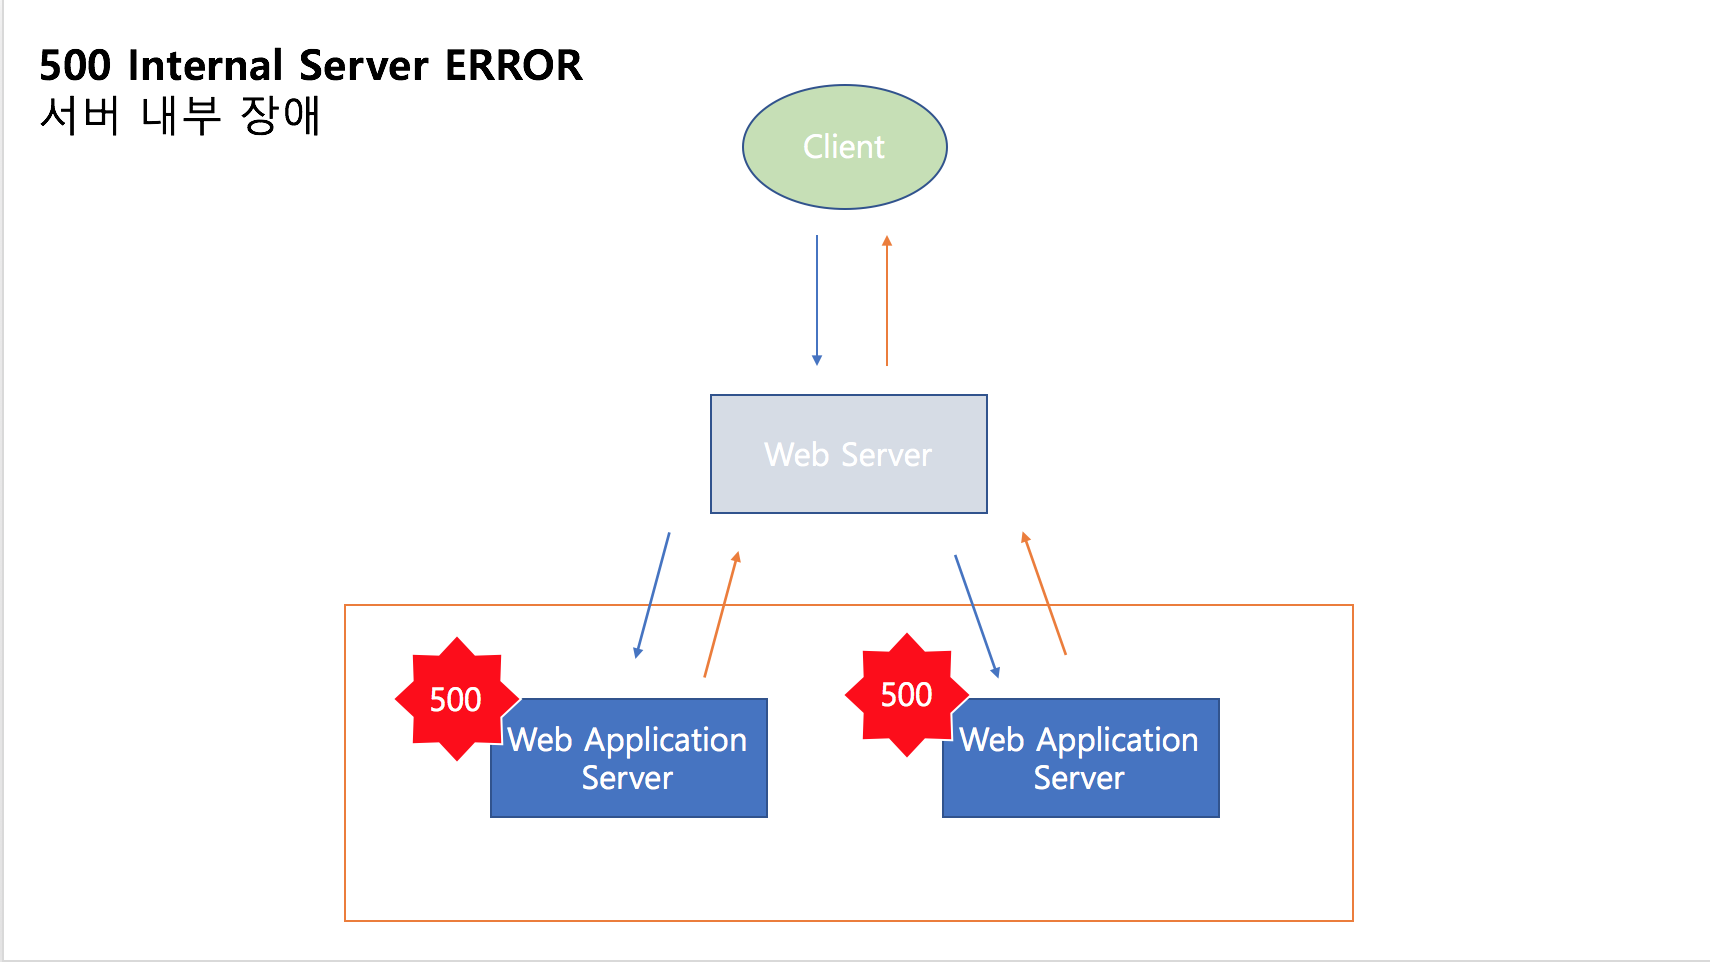 500 Internal Server ERROR
서버 내부 장애
Client
Web Server
500
Web Application
Server
500
Web Application
Server